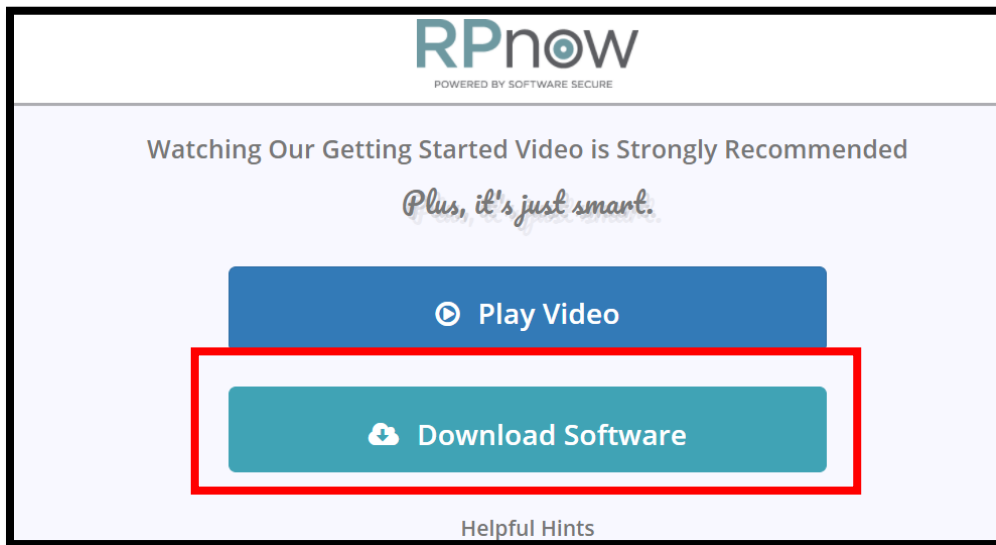 RPnow
POWERED BY SOFTWARE SECURE
Watching Our Getting Started Video is Strongly Recommended
Plus, it's just smart.
Play Video
Download Software
Helpful Hints